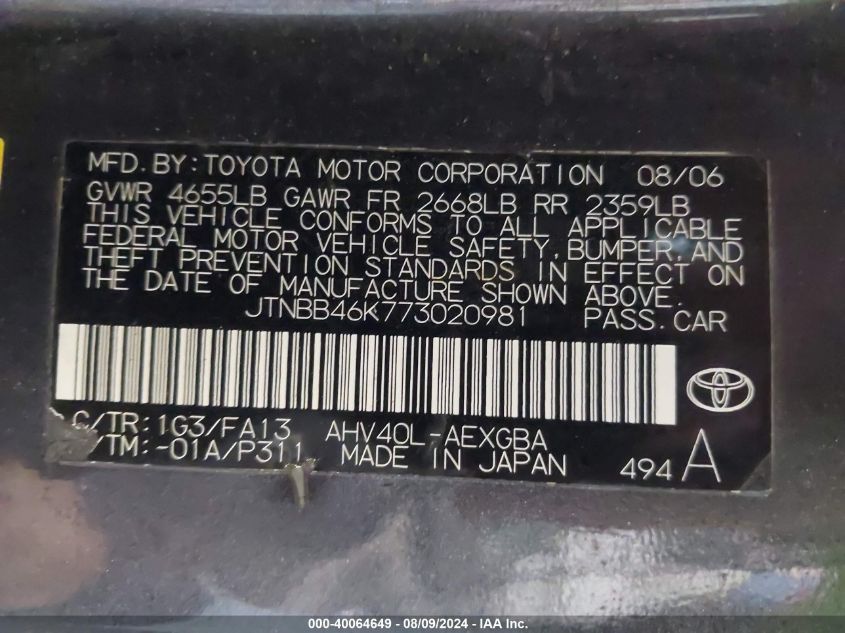 MFD. BY: TOYOTA MOTOR CORPORATION 08/06
GVWR 4655LB GAWR FR 2668LB RR 2359LB
THIS VEHICLE CONFORMS TO ALL APPLICABLE
FEDERAL MOTOR VEHICLE SAFETY, BUMPER, AND
THEFT PREVENTION STANDARDS IN EFFECT ON
THE DATE OF MANUFACTURE SHOWN ABOVE.
JTNBB46K773020981 PASS. CAR
C/TR: 1G3/FA13 AHV40L-AEXGBA
/TM: -01A/P311 MADE IN JAPAN 494 A
000-40064649 - 08/09/2024 - IAA Inc.